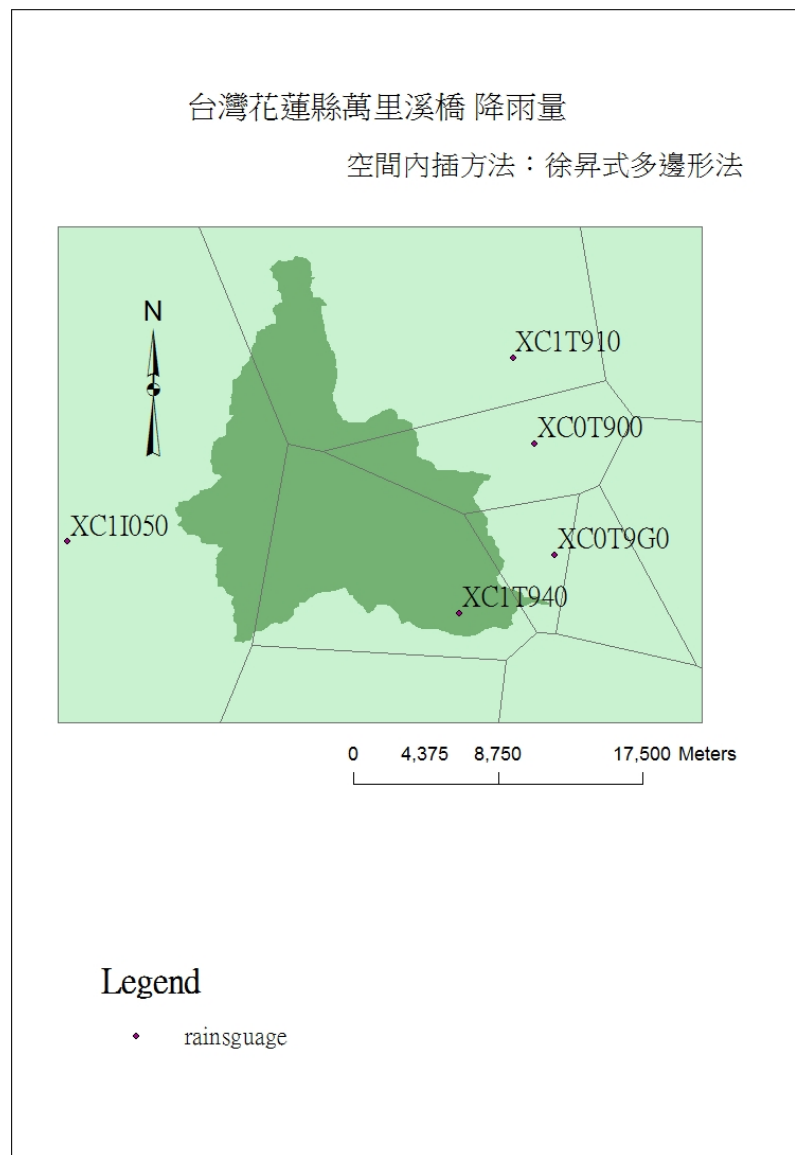 台灣花蓮縣萬里溪橋 降雨量
空間內插方法：徐昇式多邊形法
N
XC1T910
XC0T900
XC1I050
XC0T9G0
XC1T940
0 4,375 8,750 17,500 Meters
Legend
rainsguage